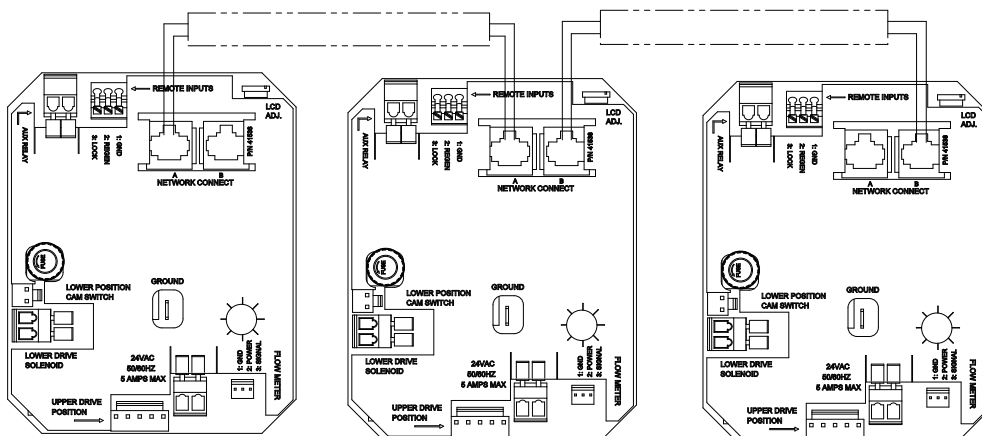 REMOTE INPUTS
LCD
ADJ.
AUX RELAY
3: LOCK
2: REGEN
1: GND
P/N 41636
A
B
NETWORK CONNECT
FUSE
GROUND
LOWER POSITION
CAM SWITCH
LOWER DRIVE
SOLENOID
24VAC
50/60HZ
5 AMPS MAX
1: GND
2: POWER
3: SIGNAL
FLOW METER
UPPER DRIVE
POSITION
REMOTE INPUTS
LCD
ADJ.
AUX RELAY
3: LOCK
2: REGEN
1: GND
P/N 41636
A
B
NETWORK CONNECT
FUSE
GROUND
LOWER POSITION
CAM SWITCH
LOWER DRIVE
SOLENOID
24VAC
50/60HZ
5 AMPS MAX
1: GND
2: POWER
3: SIGNAL
FLOW METER
UPPER DRIVE
POSITION
REMOTE INPUTS
LCD
ADJ.
AUX RELAY
3: LOCK
2: REGEN
1: GND
P/N 41636
A
B
NETWORK CONNECT
FUSE
GROUND
LOWER POSITION
CAM SWITCH
LOWER DRIVE
SOLENOID
24VAC
50/60HZ
5 AMPS MAX
1: GND
2: POWER
3: SIGNAL
FLOW METER
UPPER DRIVE
POSITION